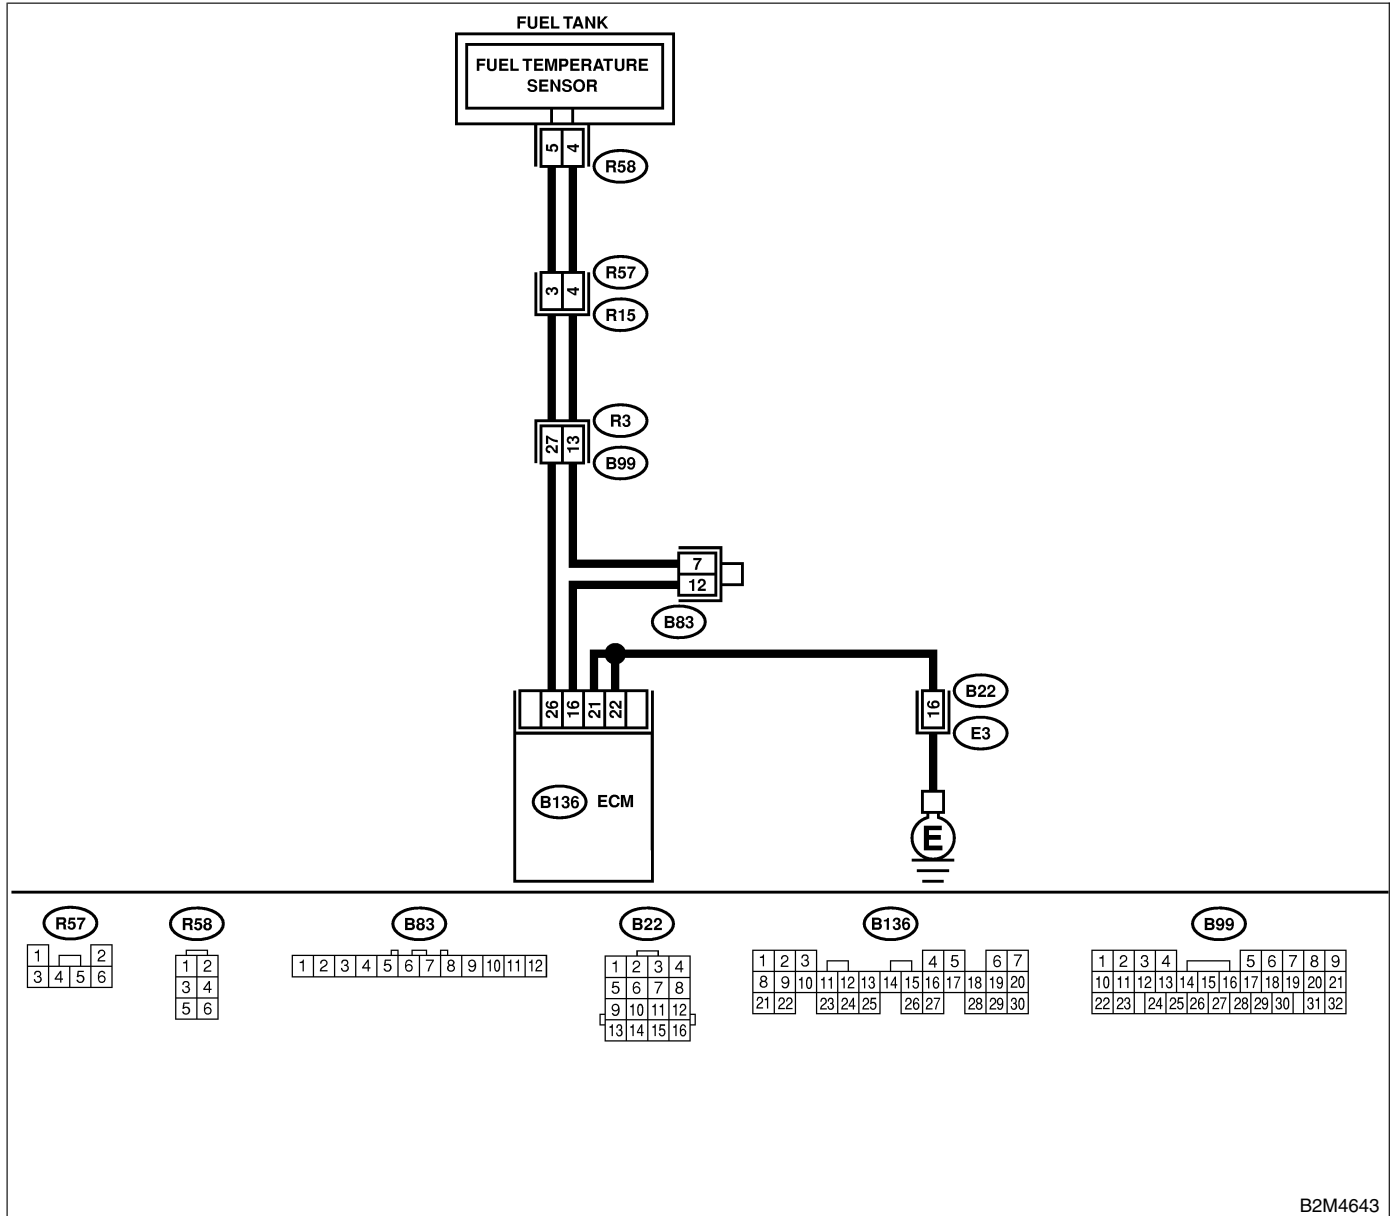 FUEL TANK
FUEL TEMPERATURE
SENSOR
5 4
R58
R57
3 4
R15
R3
27 13
B99
7
12
B83
26 16 21 22
B22
16
E3
B136 ECM
E
R57
1 2
3 4 5 6
R58
1 2
3 4
5 6
B83
1 2 3 4 5 6 7 8 9 10 11 12
B22
1 2 3 4
5 6 7 8
9 10 11 12
13 14 15 16
B136
1 2 3 4 5 6 7
8 9 10 11 12 13 14 15 16 17 18 19 20
21 22 23 24 25 26 27 28 29 30
B99
1 2 3 4 5 6 7 8 9
10 11 12 13 14 15 16 17 18 19 20 21
22 23 24 25 26 27 28 29 30 31 32
B2M4643